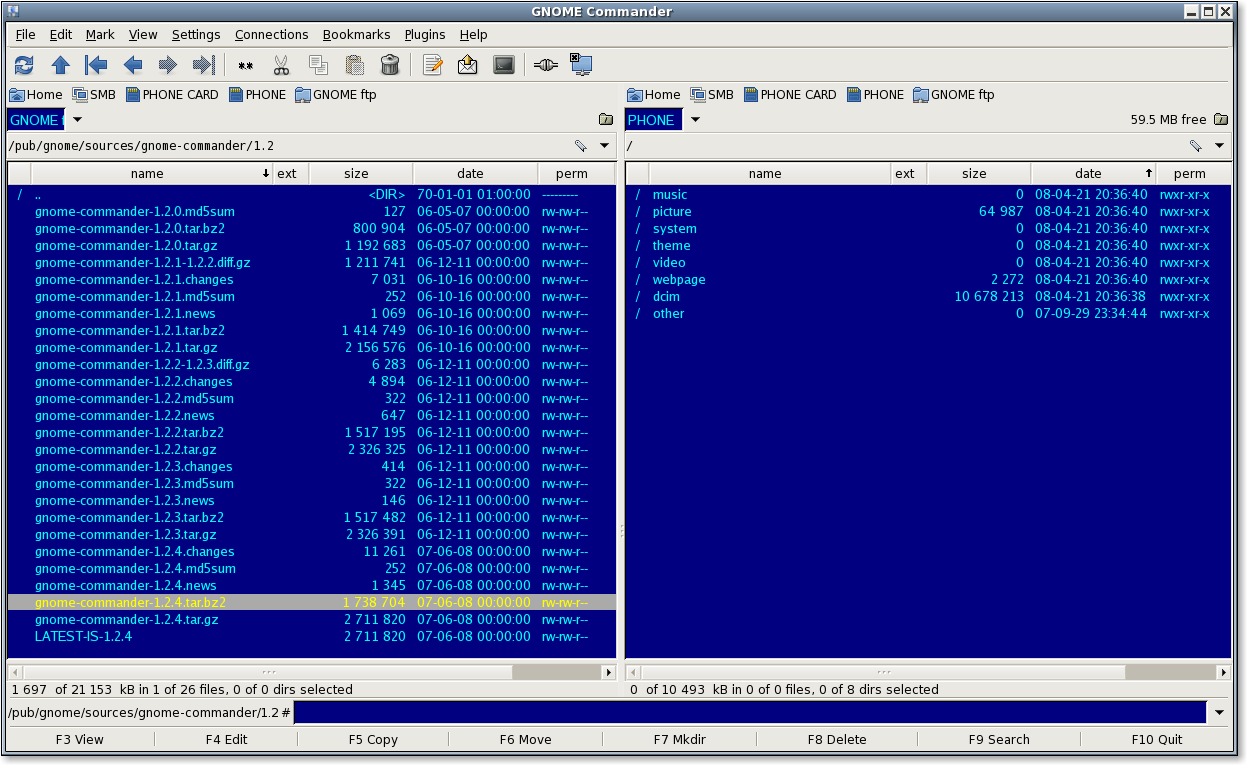 GNOME Commander
File Edit Mark View Settings Connections Bookmarks Plugins Help
**
Home SMB PHONE CARD PHONE GNOME ftp
GNOME f
/pub/gnome/sources/gnome-commander/1.2
name ext size date perm
/ .. <DIR> 70-01-01 01:00:00 ---------
gnome-commander-1.2.0.md5sum 127 06-05-07 00:00:00 rw-rw-r--
gnome-commander-1.2.0.tar.bz2 800 904 06-05-07 00:00:00 rw-rw-r--
gnome-commander-1.2.0.tar.gz 1 192 683 06-05-07 00:00:00 rw-rw-r--
gnome-commander-1.2.1-1.2.2.diff.gz 1 211 741 06-12-11 00:00:00 rw-rw-r--
gnome-commander-1.2.1.changes 7 031 06-10-16 00:00:00 rw-rw-r--
gnome-commander-1.2.1.md5sum 252 06-10-16 00:00:00 rw-rw-r--
gnome-commander-1.2.1.news 1 069 06-10-16 00:00:00 rw-rw-r--
gnome-commander-1.2.1.tar.bz2 1 414 749 06-10-16 00:00:00 rw-rw-r--
gnome-commander-1.2.1.tar.gz 2 156 576 06-10-16 00:00:00 rw-rw-r--
gnome-commander-1.2.2-1.2.3.diff.gz 6 283 06-12-11 00:00:00 rw-rw-r--
gnome-commander-1.2.2.changes 4 894 06-12-11 00:00:00 rw-rw-r--
gnome-commander-1.2.2.md5sum 322 06-12-11 00:00:00 rw-rw-r--
gnome-commander-1.2.2.news 647 06-12-11 00:00:00 rw-rw-r--
gnome-commander-1.2.2.tar.bz2 1 517 195 06-12-11 00:00:00 rw-rw-r--
gnome-commander-1.2.2.tar.gz 2 326 325 06-12-11 00:00:00 rw-rw-r--
gnome-commander-1.2.3.changes 414 06-12-11 00:00:00 rw-rw-r--
gnome-commander-1.2.3.md5sum 322 06-12-11 00:00:00 rw-rw-r--
gnome-commander-1.2.3.news 146 06-12-11 00:00:00 rw-rw-r--
gnome-commander-1.2.3.tar.bz2 1 517 482 06-12-11 00:00:00 rw-rw-r--
gnome-commander-1.2.3.tar.gz 2 326 391 06-12-11 00:00:00 rw-rw-r--
gnome-commander-1.2.4.changes 11 261 07-06-08 00:00:00 rw-rw-r--
gnome-commander-1.2.4.md5sum 252 07-06-08 00:00:00 rw-rw-r--
gnome-commander-1.2.4.news 1 345 07-06-08 00:00:00 rw-rw-r--
gnome-commander-1.2.4.tar.bz2 1 738 704 07-06-08 00:00:00 rw-rw-r--
gnome-commander-1.2.4.tar.gz 2 711 820 07-06-08 00:00:00 rw-rw-r--
LATEST-IS-1.2.4 2 711 820 07-06-08 00:00:00 rw-rw-r--
1 697 of 21 153 kB in 1 of 26 files, 0 of 0 dirs selected
Home SMB PHONE CARD PHONE GNOME ftp
PHONE 59.5 MB free
/
name ext size date perm
/ music 0 08-04-21 20:36:40 rwxr-xr-x
/ picture 64 987 08-04-21 20:36:40 rwxr-xr-x
/ system 0 08-04-21 20:36:40 rwxr-xr-x
/ theme 0 08-04-21 20:36:40 rwxr-xr-x
/ video 0 08-04-21 20:36:40 rwxr-xr-x
/ webpage 2 272 08-04-21 20:36:40 rwxr-xr-x
/ dcim 10 678 213 08-04-21 20:36:38 rwxr-xr-x
/ other 0 07-09-29 23:34:44 rwxr-xr-x
0 of 10 493 kB in 0 of 0 files, 0 of 8 dirs selected
/pub/gnome/sources/gnome-commander/1.2 #
F3 View F4 Edit F5 Copy F6 Move F7 Mkdir F8 Delete F9 Search F10 Quit